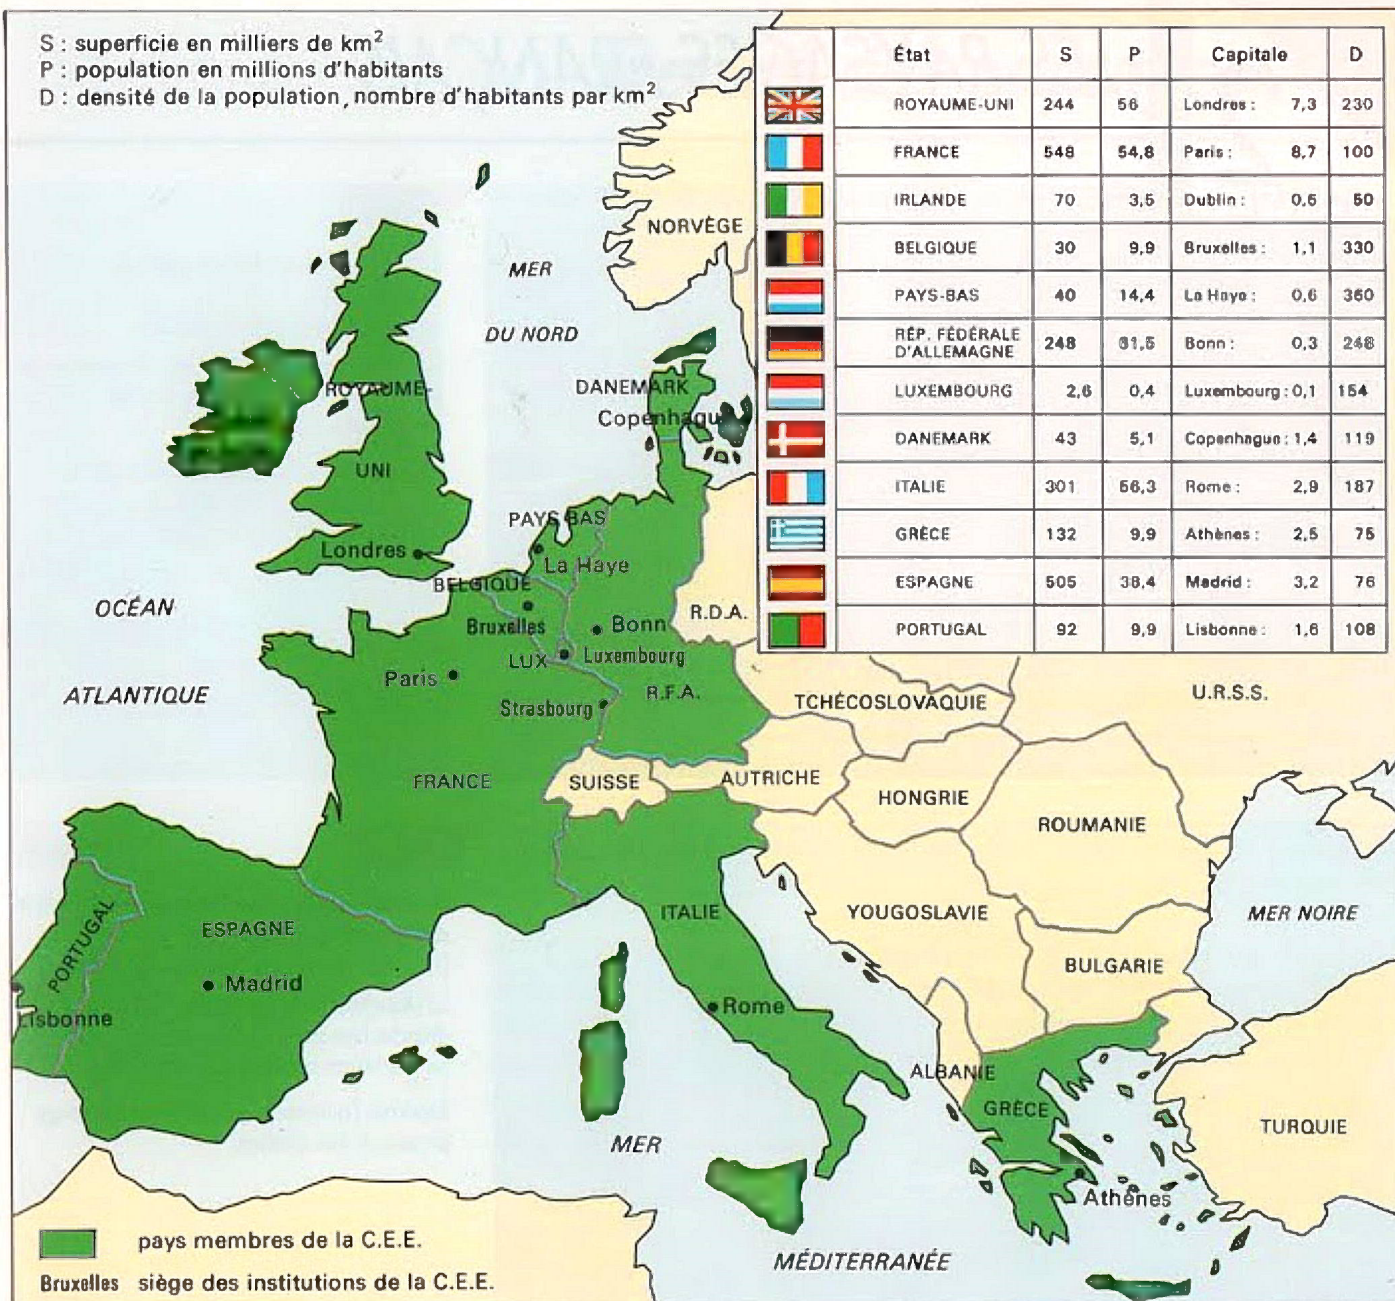 S : superficie en milliers de km²
P : population en millions d'habitants
D : densité de la population, nombre d'habitants par km²
État S P Capitale D
ROYAUME-UNI 244 56 Londres : 7,3 230
FRANCE 548 54,8 Paris : 8,7 100
IRLANDE 70 3,5 Dublin : 0,6 50
BELGIQUE 30 9,9 Bruxelles : 1,1 330
PAYS-BAS 40 14,4 La Haye : 0,6 360
RÉP. FÉDÉRALE
D'ALLEMAGNE 248 61,5 Bonn : 0,3 248
LUXEMBOURG 2,6 0,4 Luxembourg : 0,1 154
DANEMARK 43 5,1 Copenhague : 1,4 119
ITALIE 301 56,3 Rome : 2,9 187
GRÈCE 132 9,9 Athènes : 2,5 75
ESPAGNE 505 38,4 Madrid : 3,2 76
PORTUGAL 92 9,9 Lisbonne : 1,6 108
NORVÈGE
MER
DU NORD
ROYAUME-
UNI
DANEMARK
Copenhagu
PAYS BAS
Londres
La Haye
BELGIQUE
OCÉAN
ATLANTIQUE
R.D.A.
Bruxelles
Bonn
LUX
Luxembourg
Paris
R.F.A.
Strasbourg
TCHÉCOSLOVAQUIE
U.R.S.S.
FRANCE
SUISSE
AUTRICHE
HONGRIE
ROUMANIE
PORTUGAL
ESPAGNE
ITALIE
YOUGOSLAVIE
MER NOIRE
BULGARIE
Madrid
Rome
Lisbonne
ALBANIE
GRÈCE
TURQUIE
MER
MÉDITERRANÉE
Athènes
pays membres de la C.E.E.
Bruxelles siège des institutions de la C.E.E.